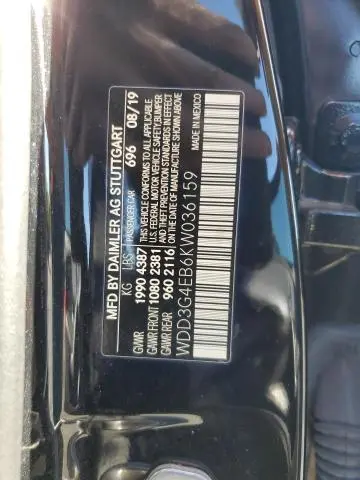 MFD BY DAIMLER AG STUTTGART
KG LBS PASSENGER CAR 696 08/19
GVWR 1990 4387 THIS VEHICLE CONFORMS TO ALL APPLICABLE
GAWR FRONT 1080 2381 U.S. FEDERAL MOTOR VEHICLE SAFETY, BUMPER
GAWR REAR 960 2116 AND THEFT PREVENTION STANDARDS IN EFFECT
ON THE DATE OF MANUFACTURE SHOWN ABOVE
WDD3G4EB8KW036159 MADE IN MEXICO